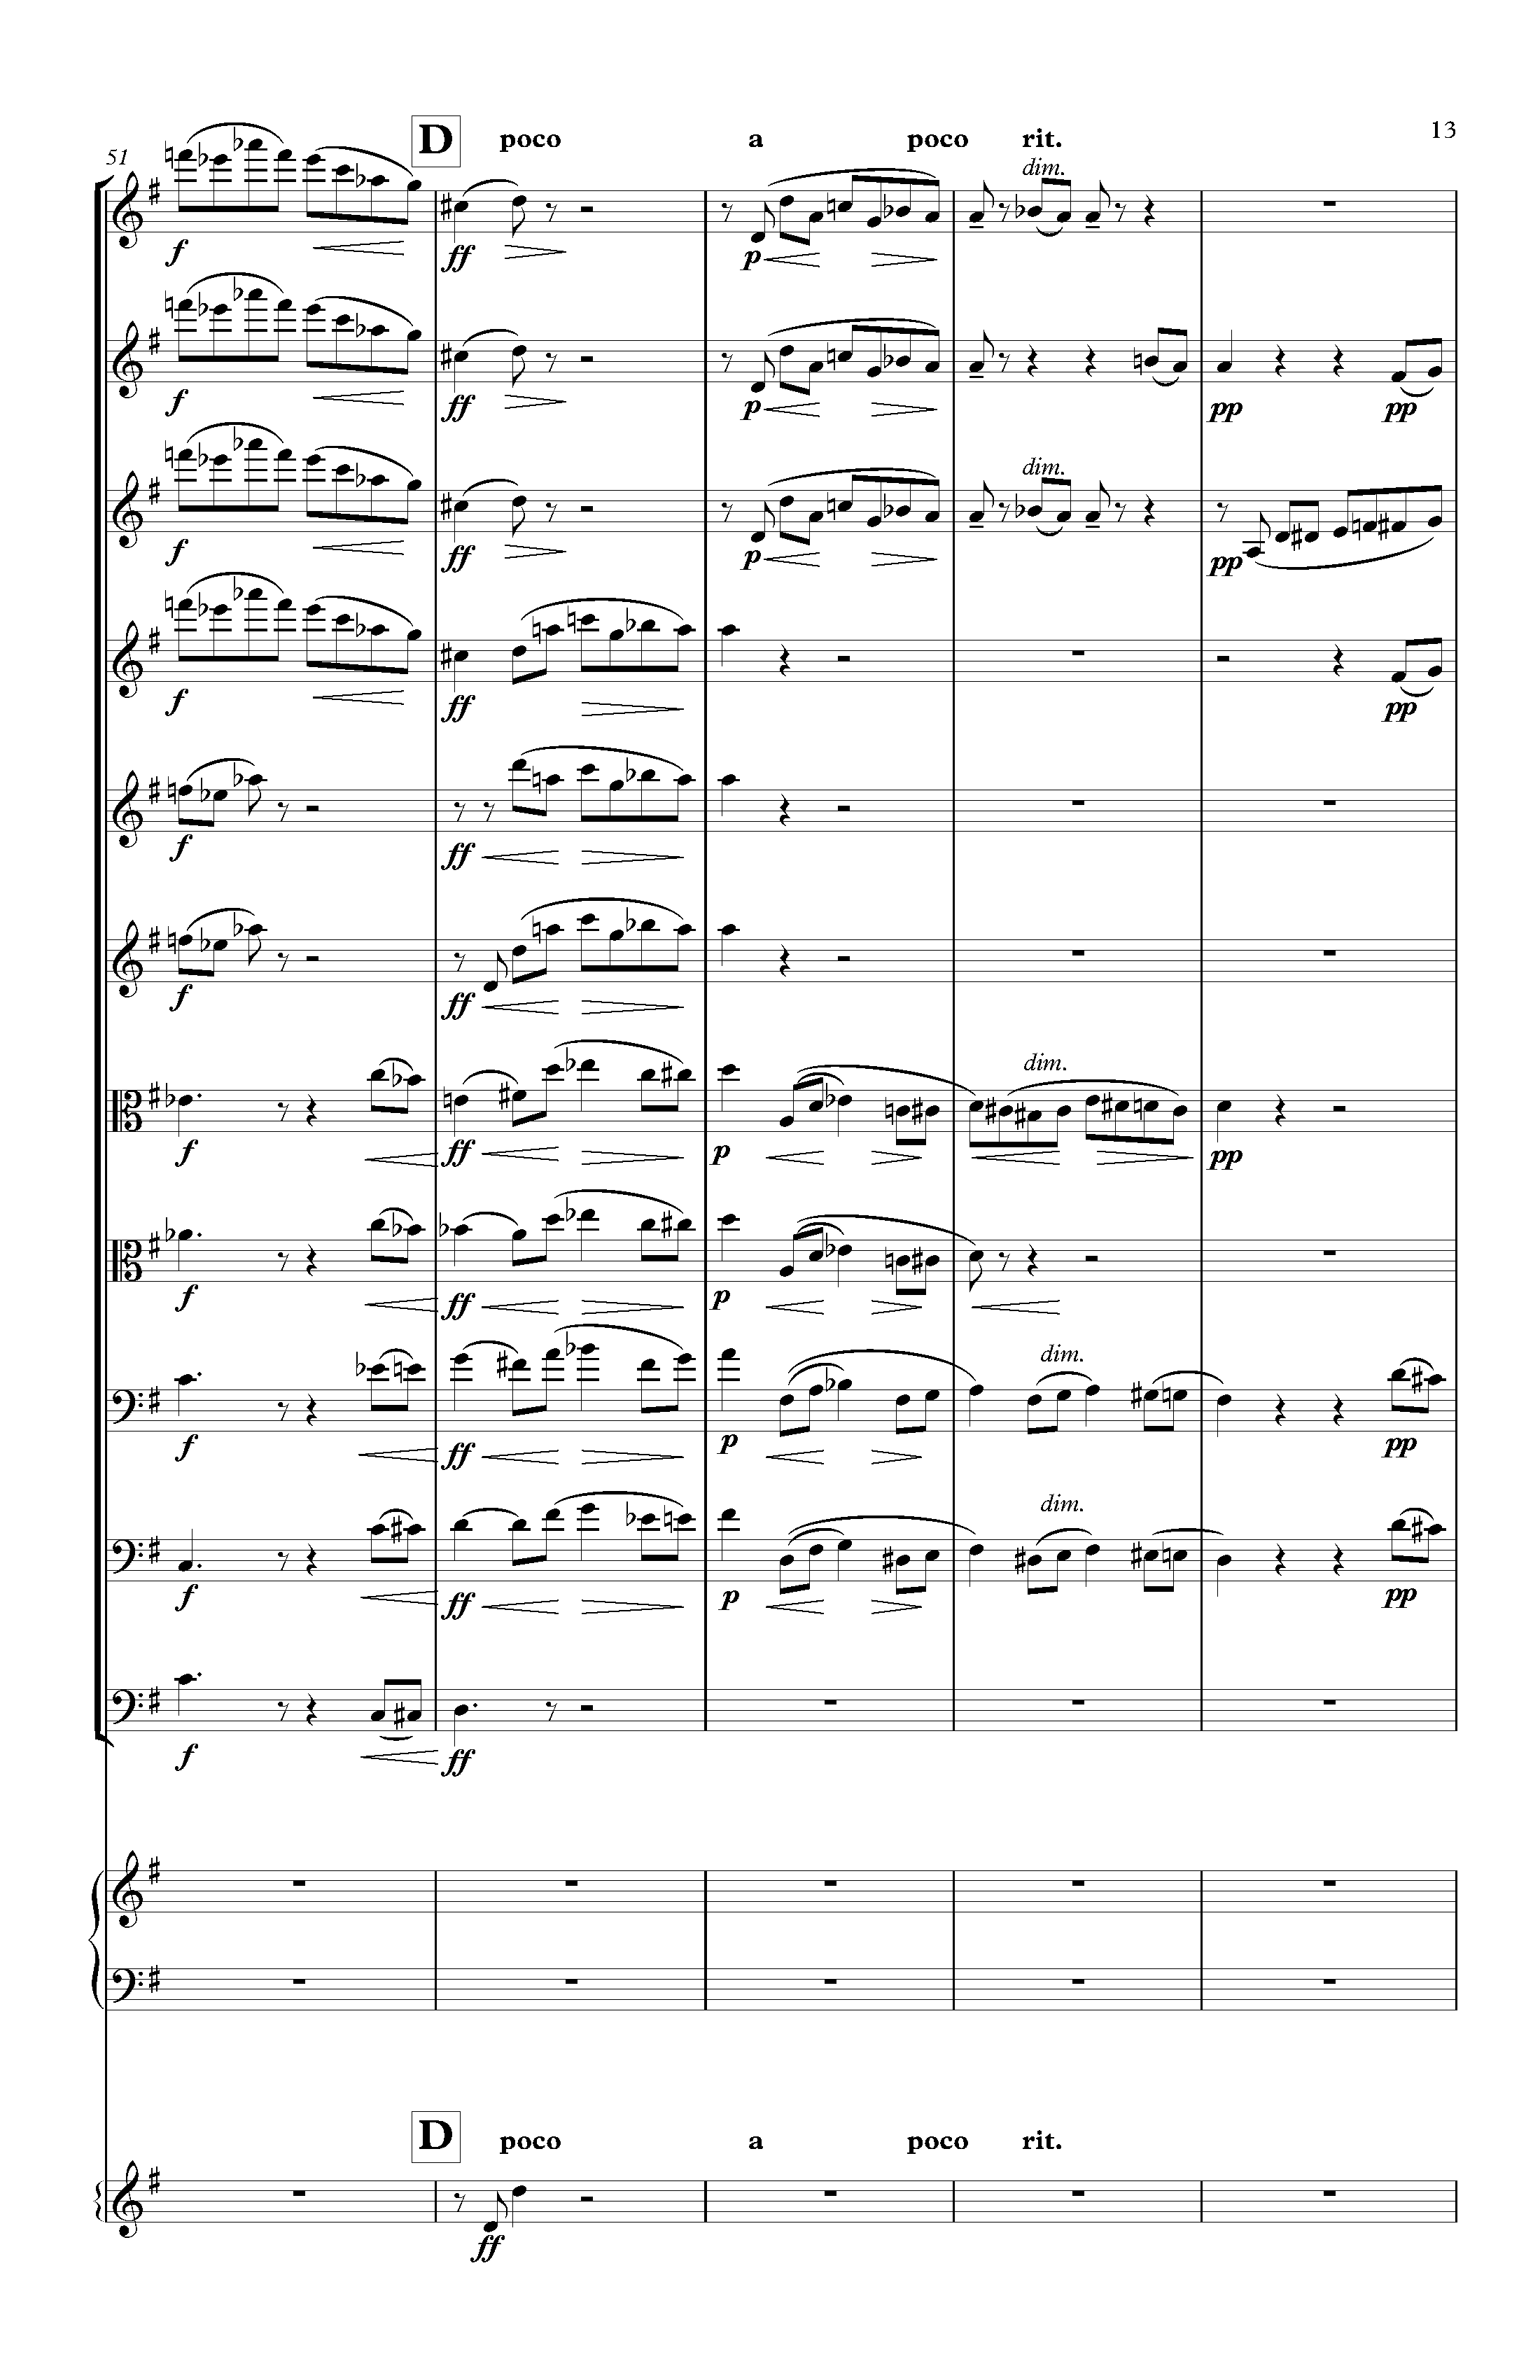 13
D poco a poco rit.
51
dim.
f ff p
f ff p pp pp
dim.
f ff p pp
f ff pp
f ff
f ff
dim.
f ff p pp
f ff p
dim.
f ff p pp
dim.
f ff p pp
f ff
D poco a poco rit.
ff